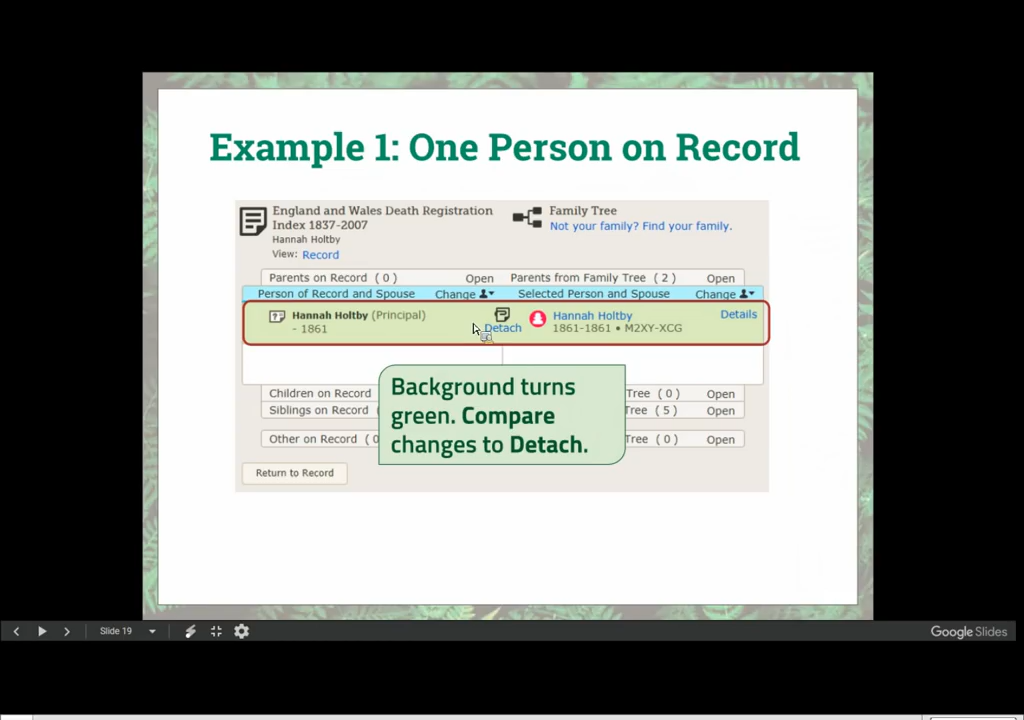 Example 1: One Person on Record
England and Wales Death Registration
Index 1837-2007
Hannah Holtby
View: Record
Family Tree
Not your family? Find your family.
Parents on Record ( 0 ) Open Parents from Family Tree ( 2 ) Open
Person of Record and Spouse Change Selected Person and Spouse Change
Hannah Holtby (Principal)
- 1861
Detach
Hannah Holtby
1861-1861 • M2XY-XCG
Details
Background turns
green. Compare
changes to Detach.
Children on Record Tree ( 0 ) Open
Siblings on Record Tree ( 5 ) Open
Other on Record ( 0 Tree ( 0 ) Open
Return to Record
Slide 19
Google Slides